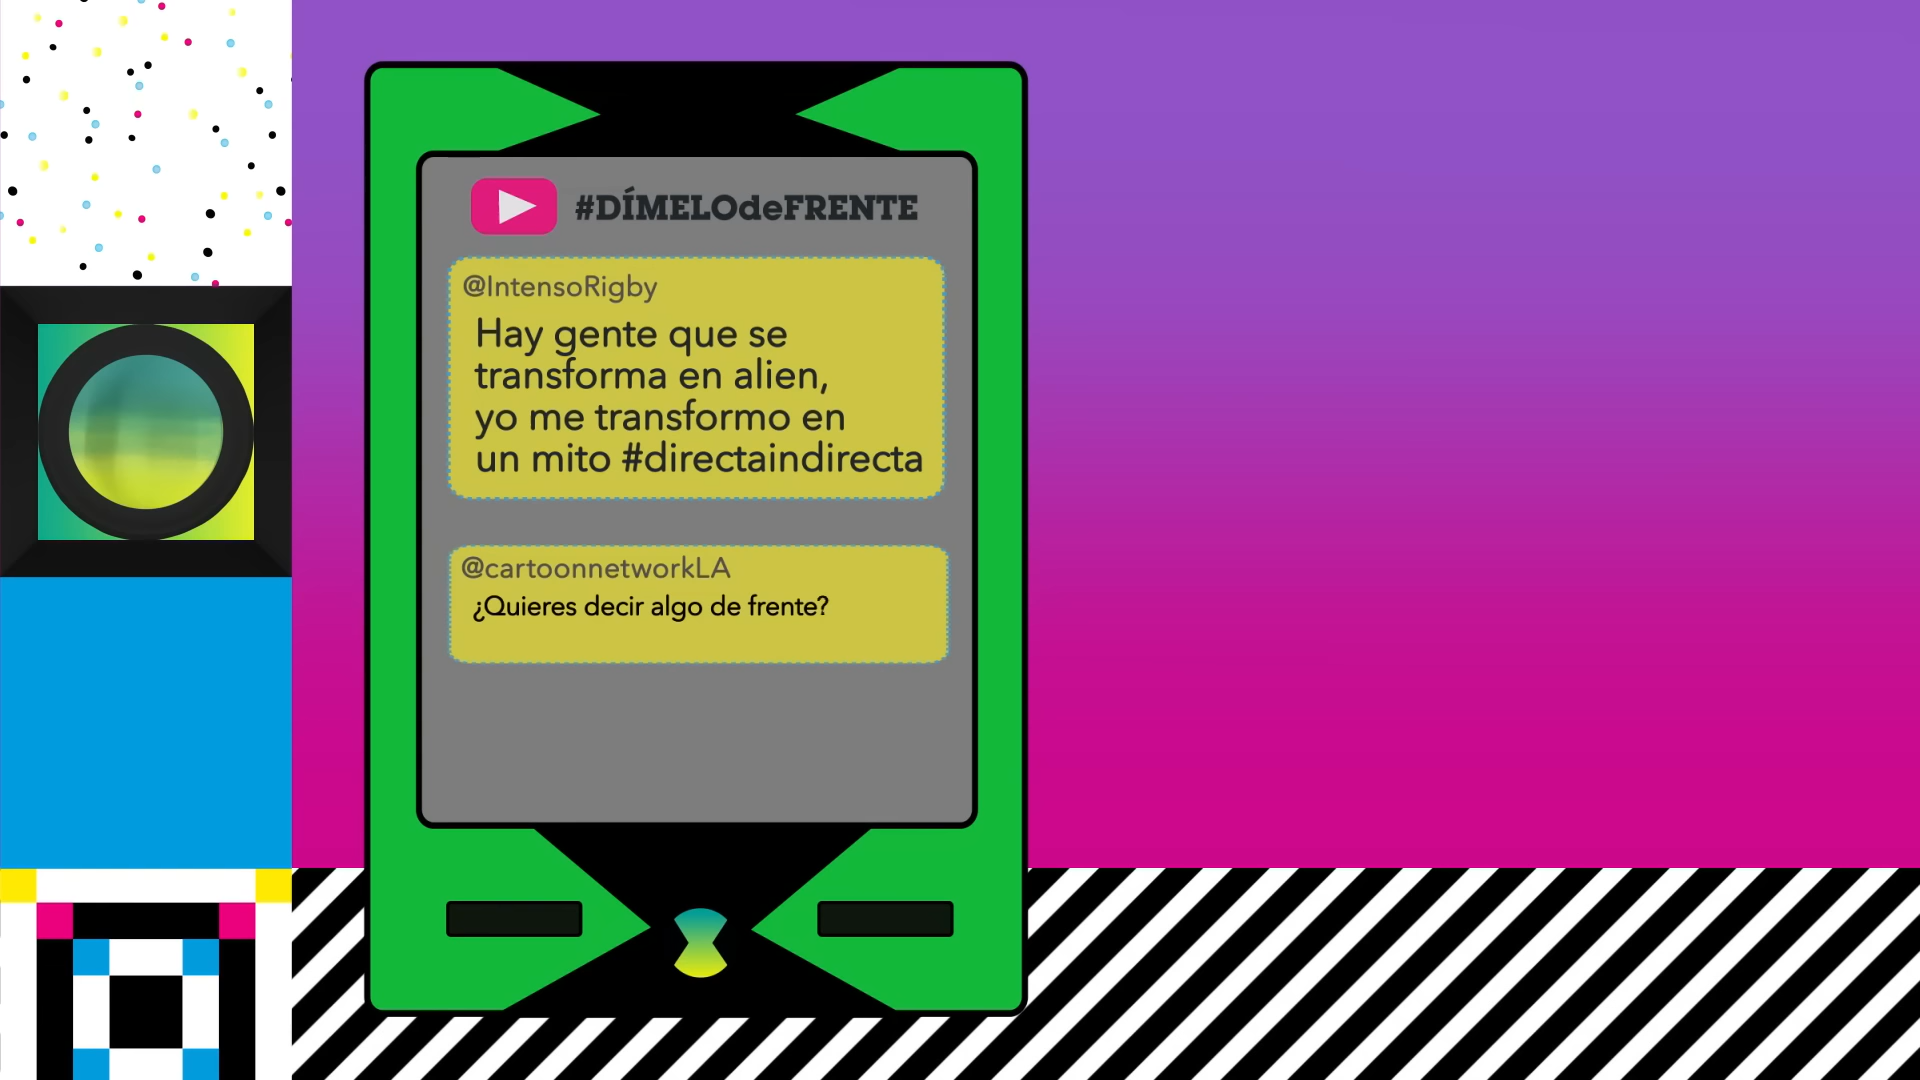 #DÍMELOdeFRENTE
@IntensoRigby
Hay gente que se
transforma en alien,
yo me transformo en
un mito #directaindirecta
@cartoonnetworkLA
¿Quieres decir algo de frente?